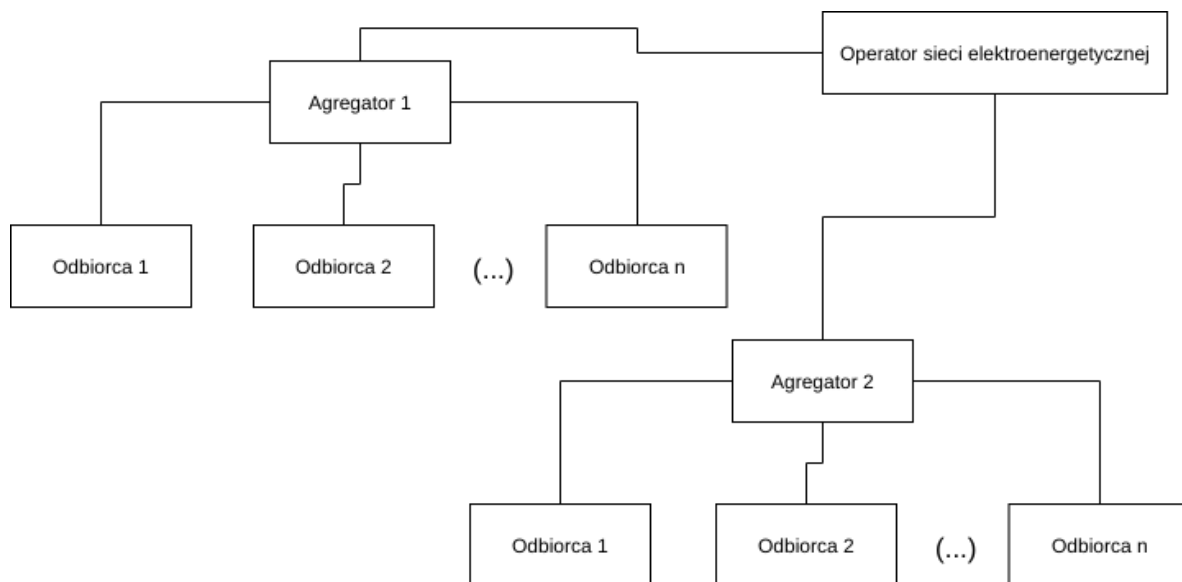 Operator sieci elektroenergetycznej
Agregator 1
Odbiorca 1
Odbiorca 2
(...)
Odbiorca n
Agregator 2
Odbiorca 1
Odbiorca 2
(...)
Odbiorca n